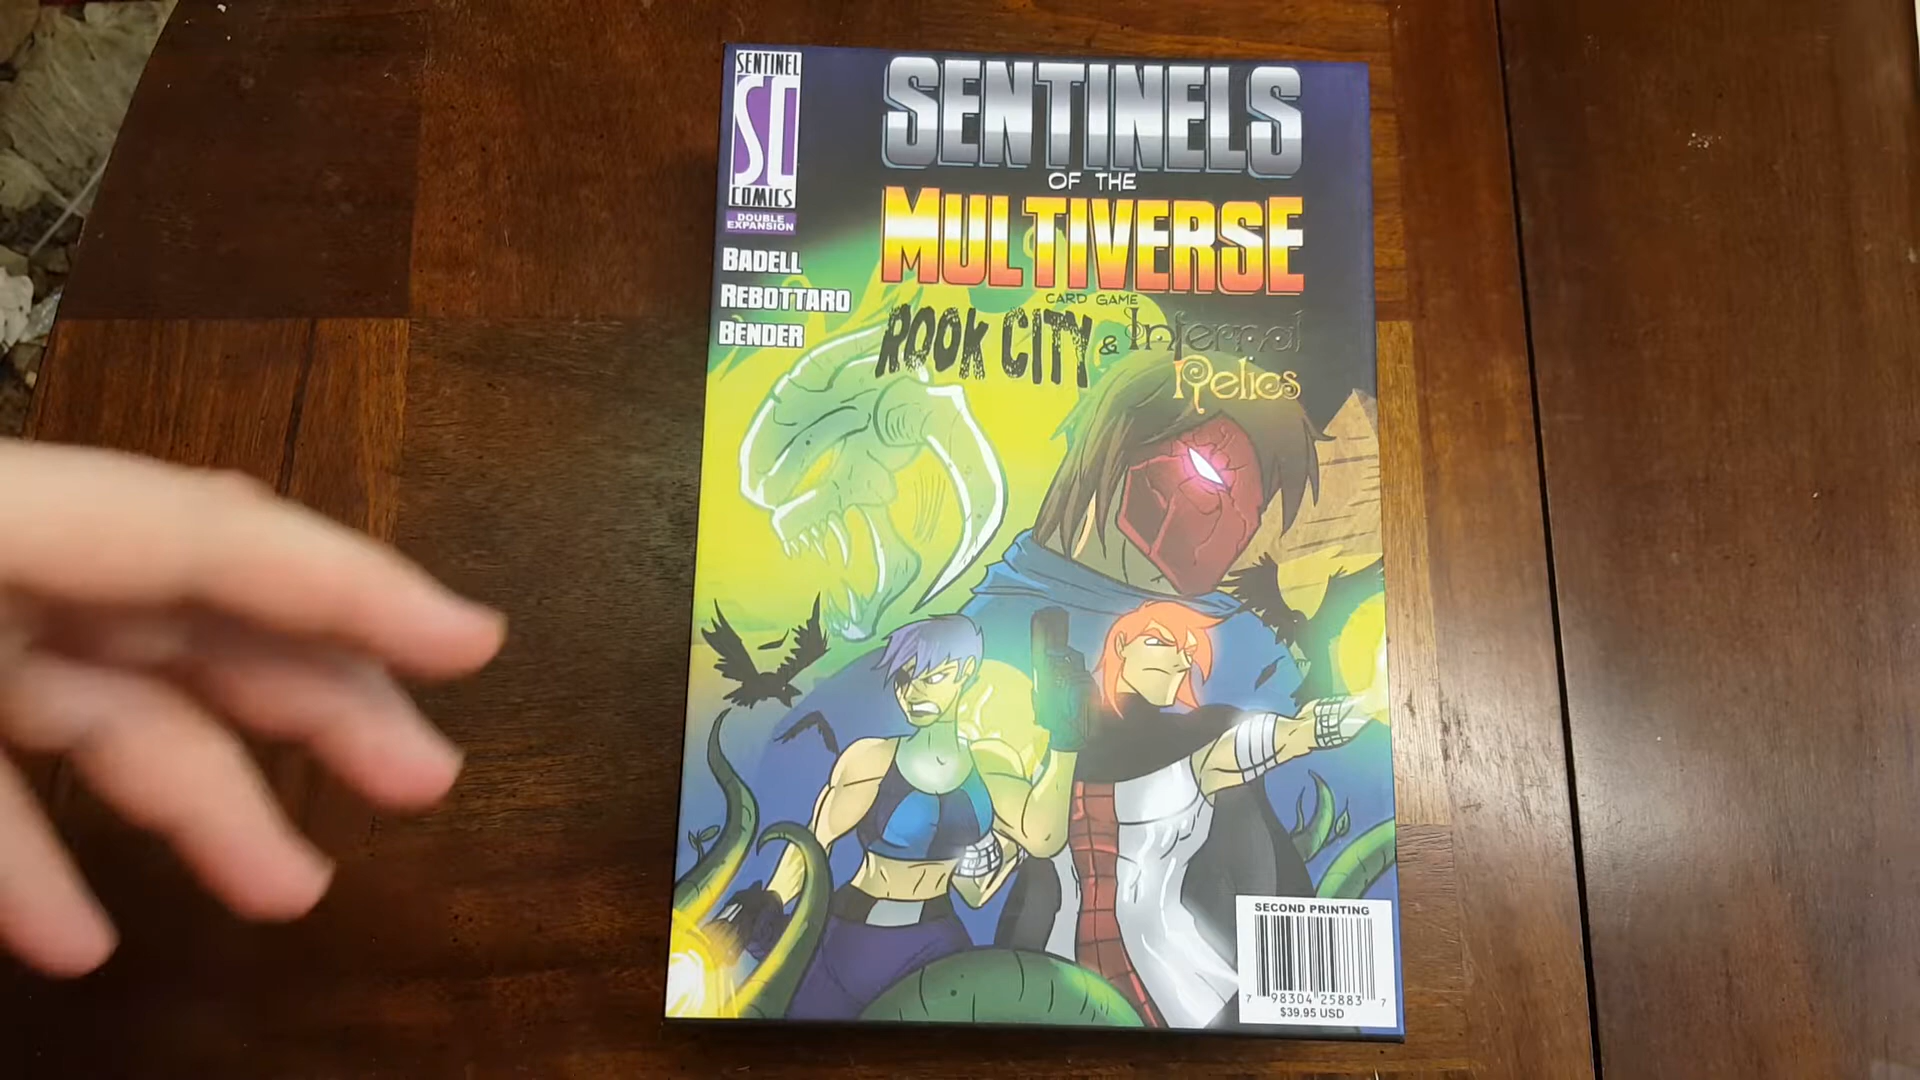 SENTINEL
SC
COMICS
DOUBLE
EXPANSION
BADELL
REBOTTARO
BENDER
SENTINELS
OF THE
MULTIVERSE
CARD GAME
ROOK CITY & Infernal
Relics
SECOND PRINTING
7 98304 25883 7
$39.95 USD